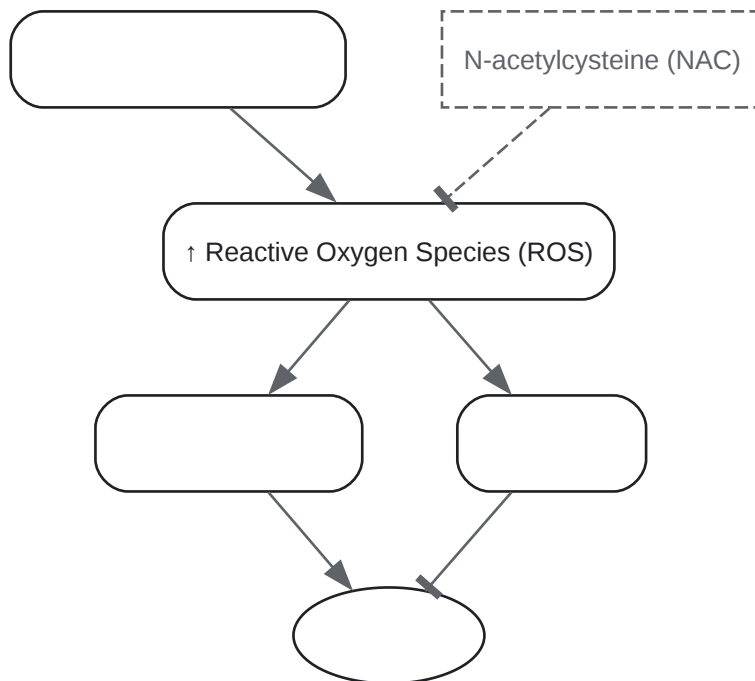 N-acetylcysteine (NAC)
↑ Reactive Oxygen Species (ROS)